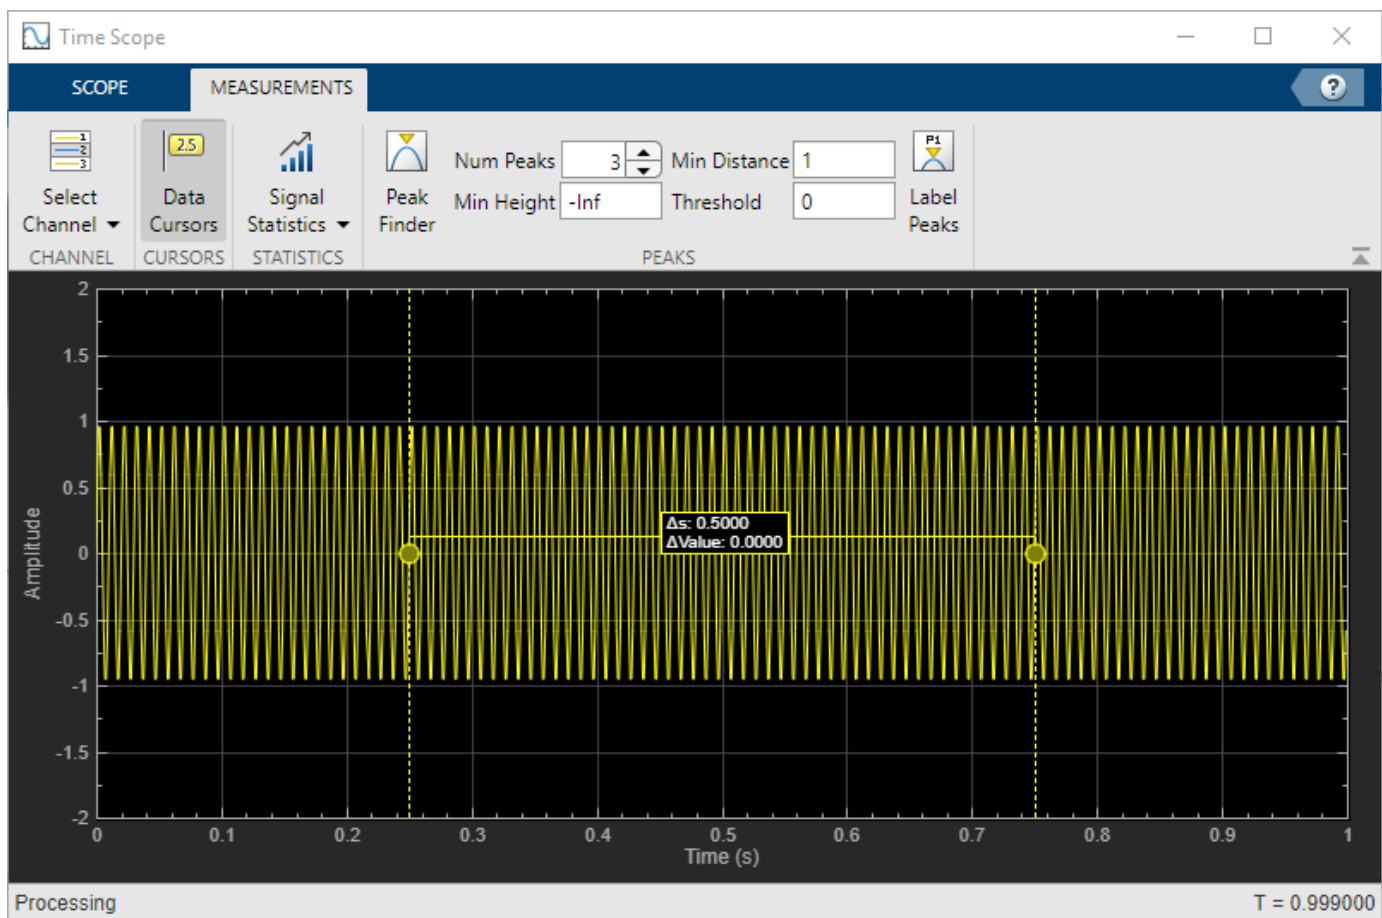 Time Scope
SCOPE MEASUREMENTS ?
1
2
3
2.5
P1
Num Peaks 3 Min Distance 1
Select Data Signal Peak Min Height -Inf Threshold 0 Label
Channel Cursors Statistics Finder Peaks
CHANNEL CURSORS STATISTICS PEAKS
2
1.5
1
0.5
0
-0.5
-1
-1.5
-2
Amplitude
Δs: 0.5000
ΔValue: 0.0000
0 0.1 0.2 0.3 0.4 0.5 0.6 0.7 0.8 0.9 1
Time (s)
Processing T = 0.999000